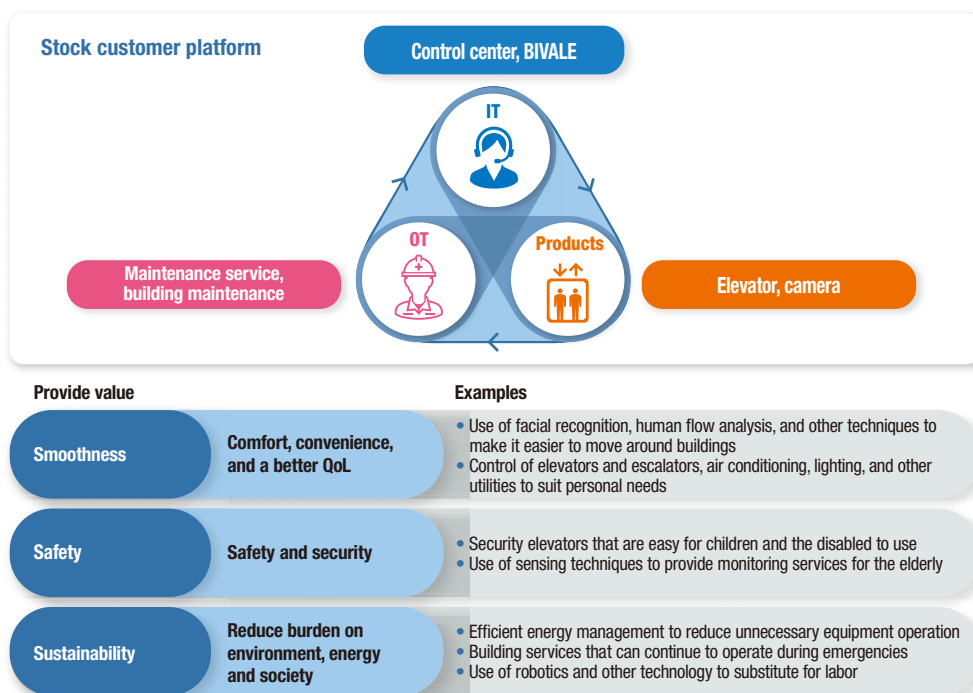 Stock customer platform
Control center, BIVALE
IT
OT
Products
Maintenance service,
building maintenance
Elevator, camera
Provide value
Examples
Smoothness
Comfort, convenience,
and a better QoL
• Use of facial recognition, human flow analysis, and other techniques to
make it easier to move around buildings
• Control of elevators and escalators, air conditioning, lighting, and other
utilities to suit personal needs
Safety
Safety and security
• Security elevators that are easy for children and the disabled to use
• Use of sensing techniques to provide monitoring services for the elderly
Sustainability
Reduce burden on
environment, energy
and society
• Efficient energy management to reduce unnecessary equipment operation
• Building services that can continue to operate during emergencies
• Use of robotics and other technology to substitute for labor